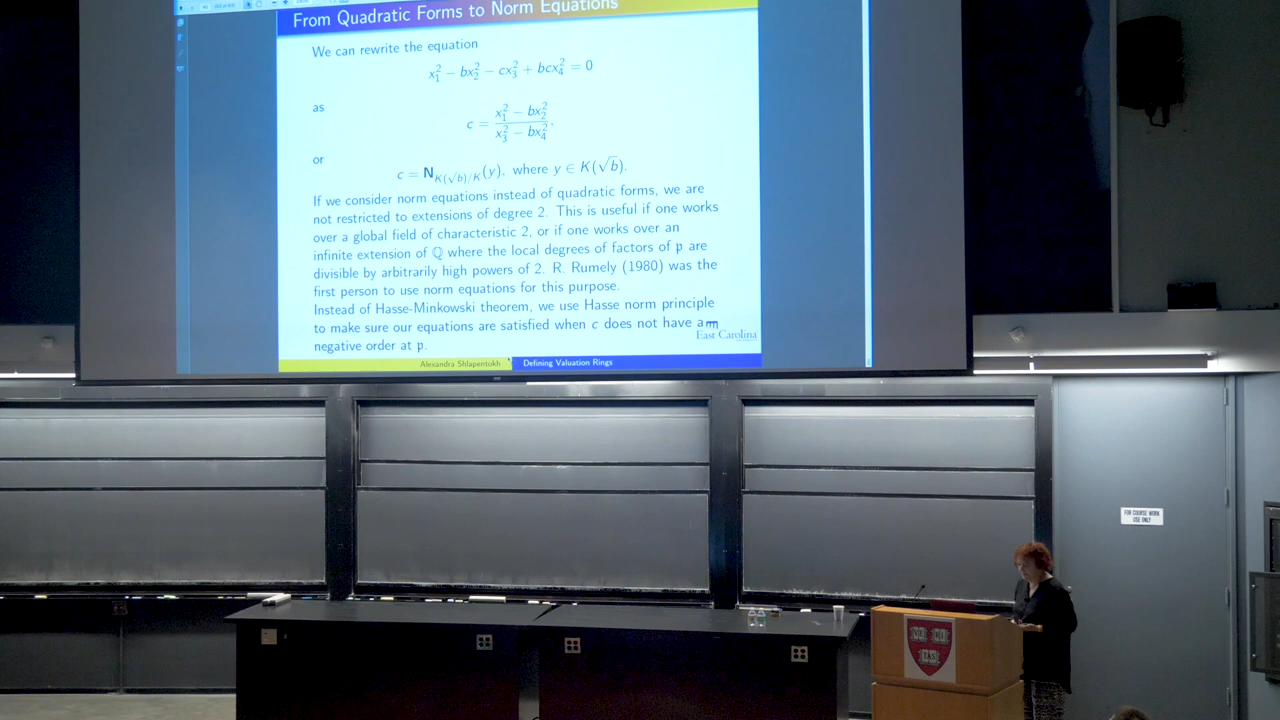 From Quadratic Forms to Norm Equations
We can rewrite the equation
x₁² − bx₂² − cx₃² + bcx₄² = 0
as
c = (x₁² − bx₂²) / (x₃² − bx₄²),
or
c = N_{K(√b)/K}(y), where y ∈ K(√b).
If we consider norm equations instead of quadratic forms, we are
not restricted to extensions of degree 2. This is useful if one works
over a global field of characteristic 2, or if one works over an
infinite extension of ℚ where the local degrees of factors of 𝔭 are
divisible by arbitrarily high powers of 2. R. Rumely (1980) was the
first person to use norm equations for this purpose.
Instead of Hasse-Minkowski theorem, we use Hasse norm principle
to make sure our equations are satisfied when c does not have a
negative order at 𝔭.
East Carolina
Alexandra Shlapentokh Defining Valuation Rings
FOR COURSE WORK
USE ONLY
VE RI
TAS